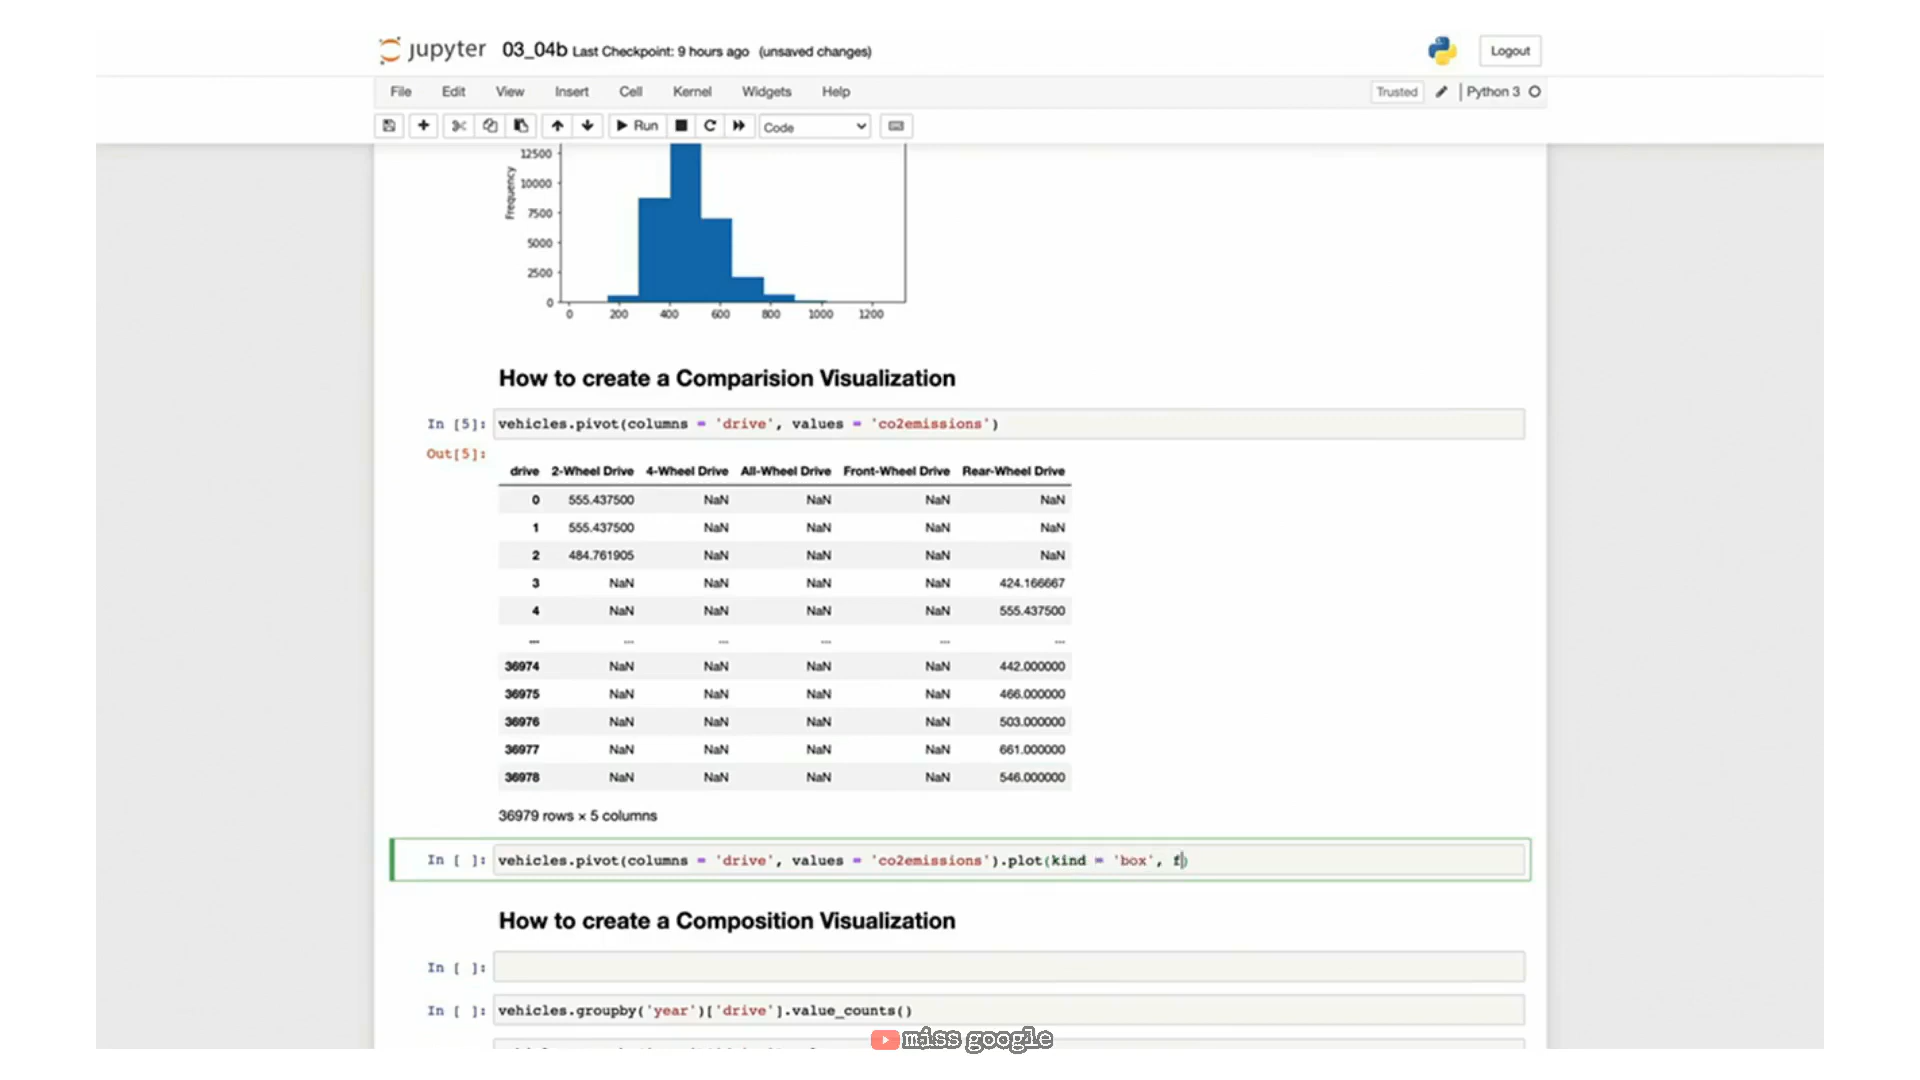 jupyter 03_04b Last Checkpoint: 9 hours ago (unsaved changes) Logout
File Edit View Insert Cell Kernel Widgets Help Trusted Python 3
Run Code
12500
10000
7500
5000
2500
0
Frequency
0 200 400 600 800 1000 1200
How to create a Comparision Visualization
In [5]: vehicles.pivot(columns = 'drive', values = 'co2emissions')
Out[5]:
drive 2-Wheel Drive 4-Wheel Drive All-Wheel Drive Front-Wheel Drive Rear-Wheel Drive
0 555.437500 NaN NaN NaN NaN
1 555.437500 NaN NaN NaN NaN
2 484.761905 NaN NaN NaN NaN
3 NaN NaN NaN NaN 424.166667
4 NaN NaN NaN NaN 555.437500
... ... ... ... ... ...
36974 NaN NaN NaN NaN 442.000000
36975 NaN NaN NaN NaN 466.000000
36976 NaN NaN NaN NaN 503.000000
36977 NaN NaN NaN NaN 661.000000
36978 NaN NaN NaN NaN 546.000000
36979 rows × 5 columns
In [ ]: vehicles.pivot(columns = 'drive', values = 'co2emissions').plot(kind = 'box', f)
How to create a Composition Visualization
In [ ]:
In [ ]: vehicles.groupby('year')['drive'].value_counts()
miss google